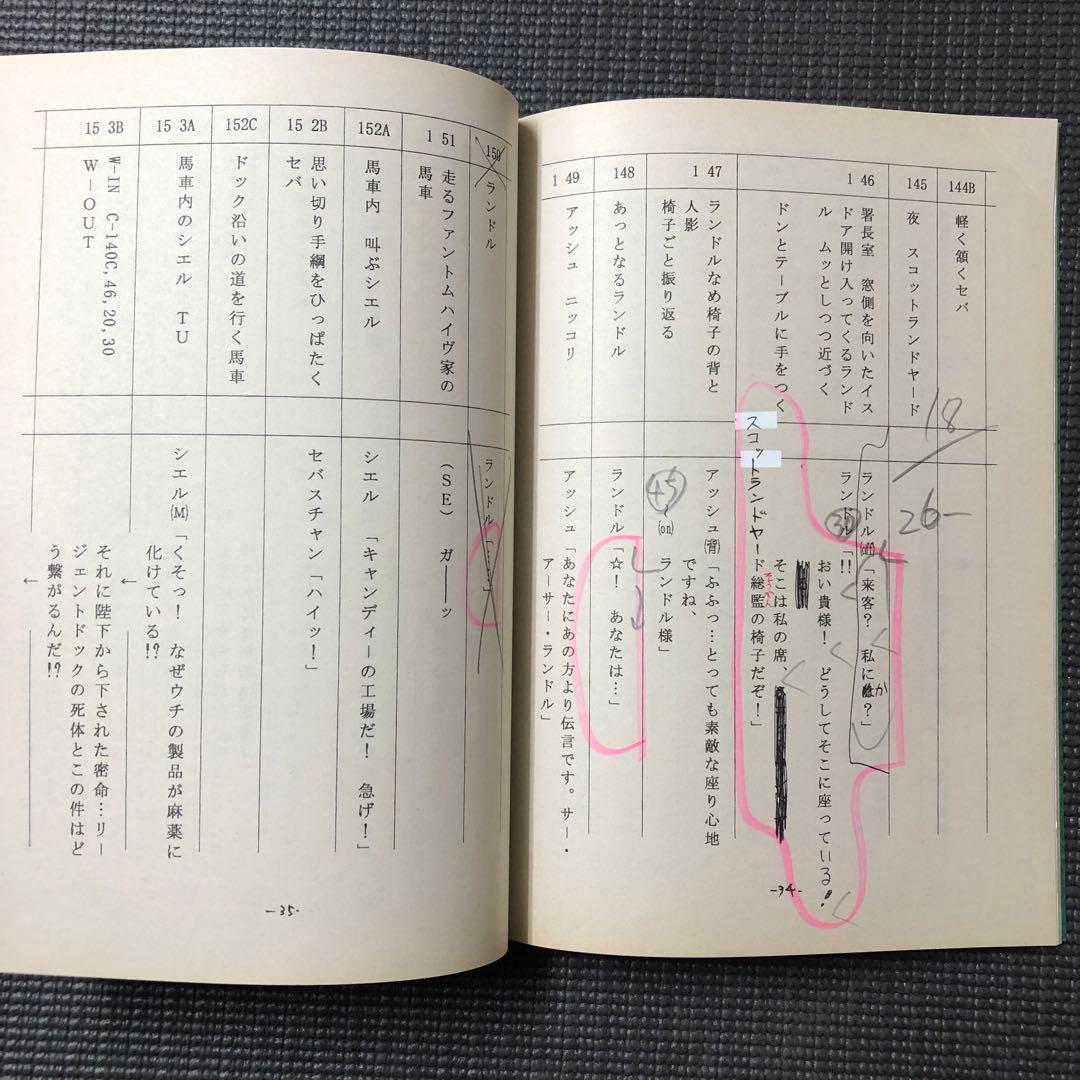 144B
軽く頷くセバ
145
夜　スコットランドヤード
18
26-
146
署長室　窓側を向いたイス
ドア開け入ってくるランド
ル　ムッとしつつ近づく
ランドル(off)「来客？　私にか？」
30
ランドル「!!
おい貴様！　どうしてそこに座っている！
ドンとテーブルに手をつく
そこは私の席、
スコットランドヤード総監の椅子だぞ！」
そうかん
147
ランドルなめ椅子の背と
人影
椅子ごと振り返る
アッシュ(背)「ふふっ…とっても素敵な座り心地
ですね、
45
(on)　ランドル様」
148
あっとなるランドル
ランドル「☆！　あなたは…」
149
アッシュ　ニッコリ
アッシュ「あなたにあの方より伝言です。サー・
アーサー・ランドル」
-34-
150
ランドル
ランドル「……」
151
走るファントムハイヴ家の
馬車
(SE)　ガ――ッ
152A
馬車内　叫ぶシエル
シエル　「キャンディーの工場だ！　急げ！」
152B
思い切り手綱をひっぱたく
セバ
セバスチャン「ハイッ！」
152C
ドック沿いの道を行く馬車
153A
馬車内のシエル　TU
シエル(M)「くそっ！　なぜウチの製品が麻薬に
化けている!?
153B
W-IN C-140C,46,20,30
W-OUT
それに陛下から下された密命…リー
ジェントドックの死体とこの件はど
う繋がるんだ!?
-35-